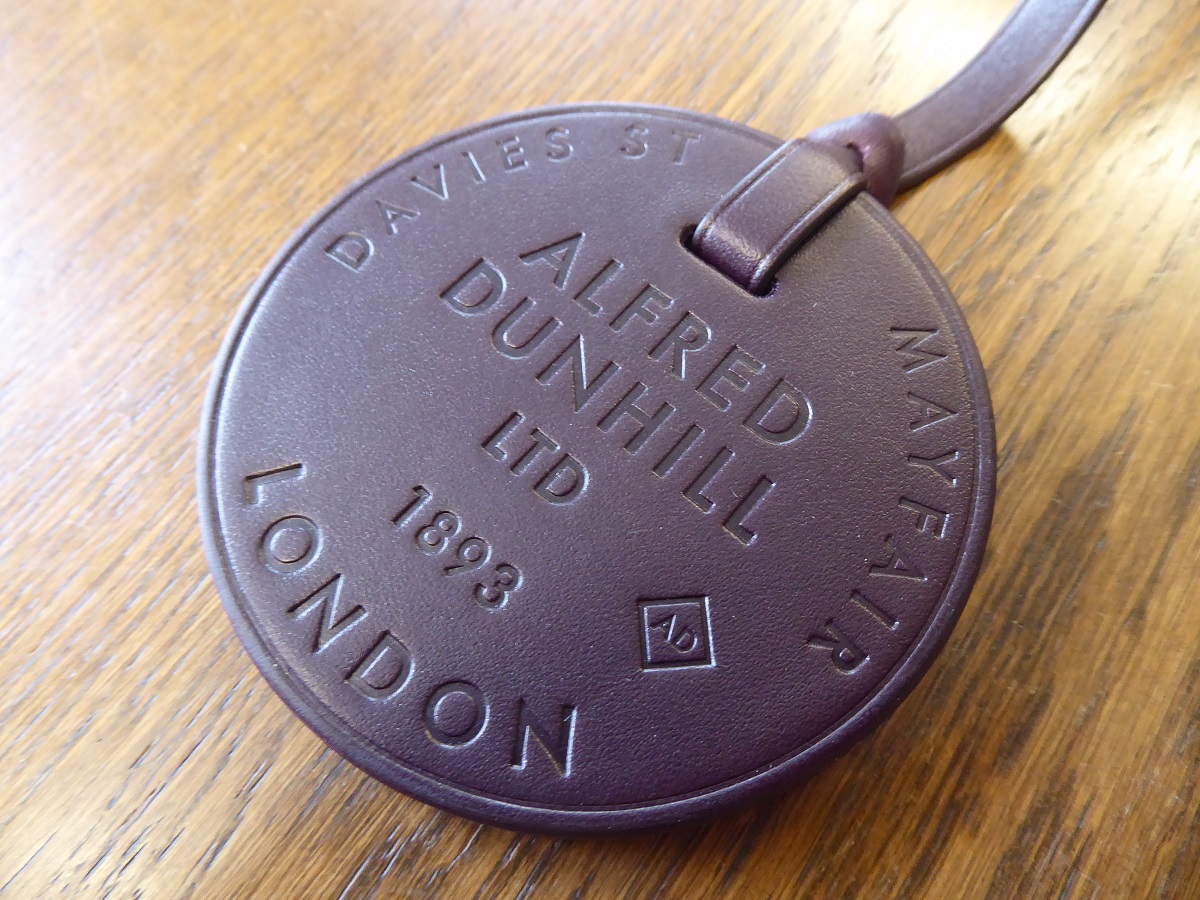 DAVIES ST
MAYFAIR
ALFRED
DUNHILL
LTD
1893
AD
LONDON